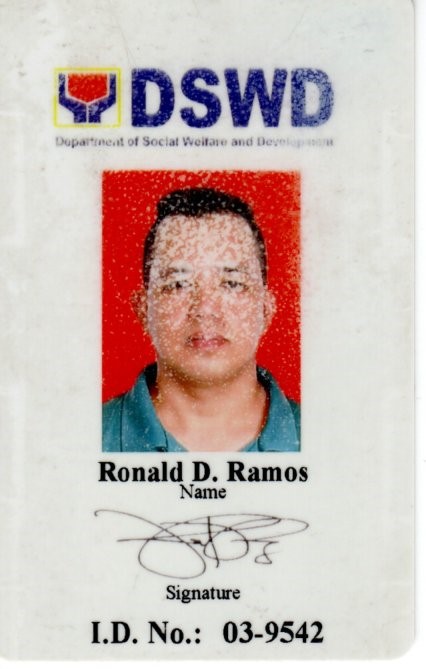 DSWD
Department of Social Welfare and Development
Ronald D. Ramos
Name
Signature
I.D. No.: 03-9542